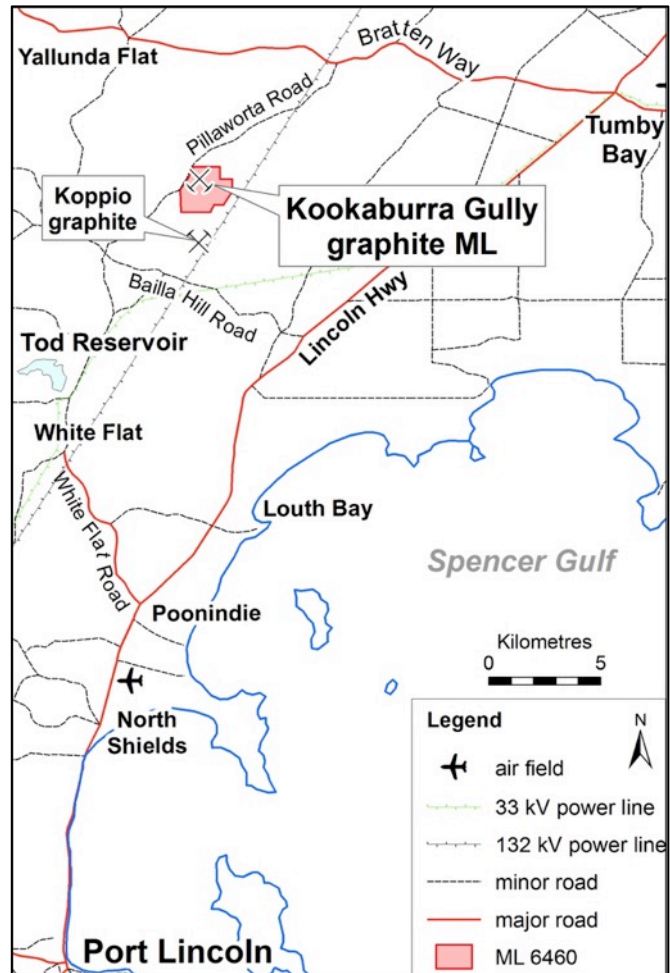 Yallunda Flat
Bratten Way
Pillaworta Road
Tumby
Bay
Koppio
graphite
Kookaburra Gully
graphite ML
Bailla Hill Road
Lincoln Hwy
Tod Reservoir
White Flat
White Flat Road
Louth Bay
Spencer Gulf
Poonindie
Kilometres
0 5
North
Shields
Legend
N
air field
33 kV power line
132 kV power line
minor road
major road
ML 6460
Port Lincoln